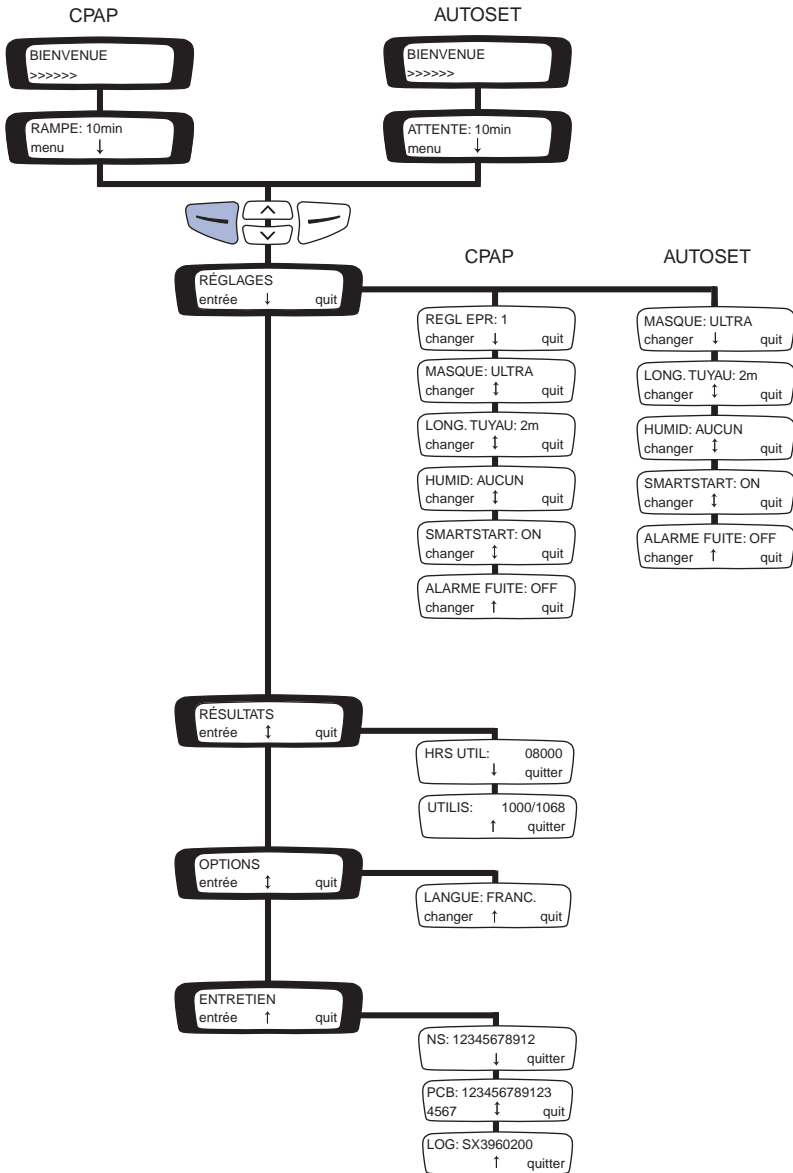 CPAP
AUTOSET
BIENVENUE
>>>>>>
BIENVENUE
>>>>>>
RAMPE: 10min
menu ↓
ATTENTE: 10min
menu ↓
CPAP
AUTOSET
RÉGLAGES
entrée ↓ quit
REGL EPR: 1
changer ↓ quit
MASQUE: ULTRA
changer ↕ quit
LONG. TUYAU: 2m
changer ↕ quit
HUMID: AUCUN
changer ↕ quit
SMARTSTART: ON
changer ↕ quit
ALARME FUITE: OFF
changer ↑ quit
MASQUE: ULTRA
changer ↓ quit
LONG. TUYAU: 2m
changer ↕ quit
HUMID: AUCUN
changer ↕ quit
SMARTSTART: ON
changer ↕ quit
ALARME FUITE: OFF
changer ↑ quit
RÉSULTATS
entrée ↕ quit
HRS UTIL: 08000
↓ quitter
UTILIS: 1000/1068
↑ quitter
OPTIONS
entrée ↕ quit
LANGUE: FRANC.
changer ↑ quit
ENTRETIEN
entrée ↑ quit
NS: 12345678912
↓ quitter
PCB: 123456789123
4567 ↕ quit
LOG: SX3960200
↑ quitter